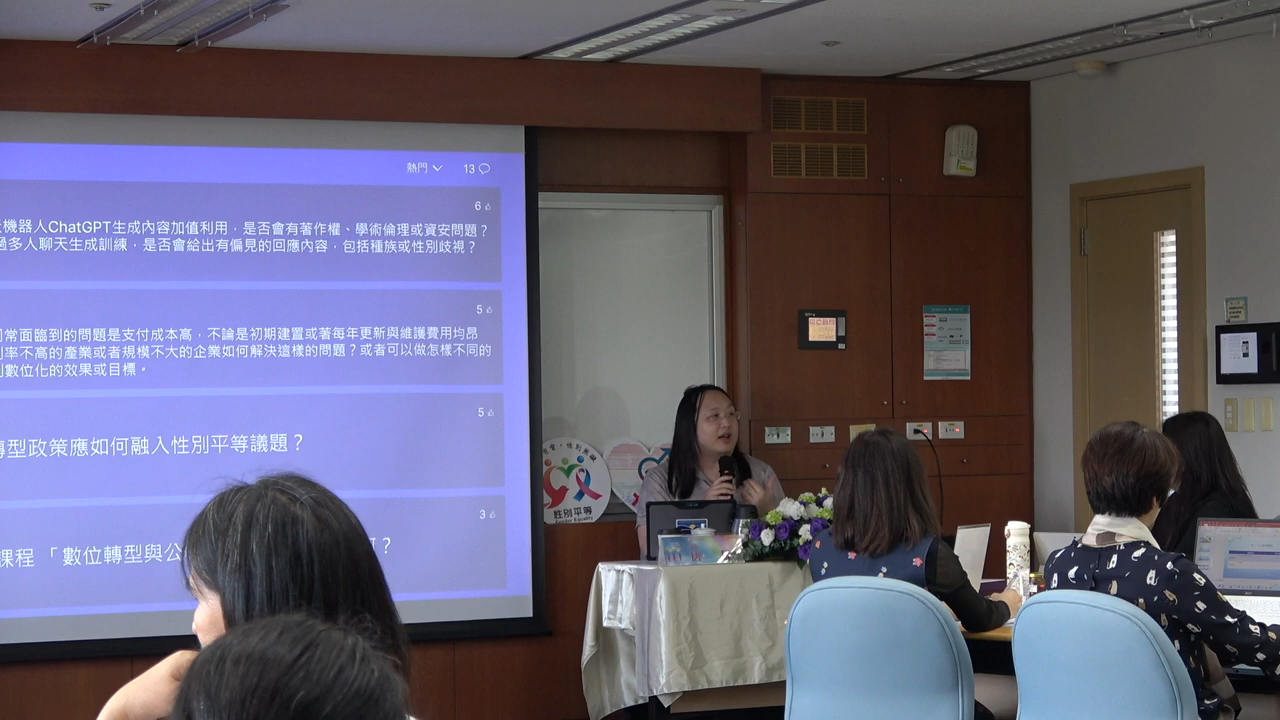 熱門
13
6
機器人ChatGPT生成內容加值利用，是否會有著作權、學術倫理或資安問題？
過多人聊天生成訓練，是否會給出有偏見的回應內容，包括種族或性別歧視？
5
常面臨到的問題是支付成本高，不論是初期建置或著每年更新與維護費用均昂
率不高的產業或者規模不大的企業如何解決這樣的問題？或者可以做怎樣不同的
數位化的效果或目標。
5
轉型政策應如何融入性別平等議題？
3
課程「數位轉型與公
？
性別平等
Gender Equality